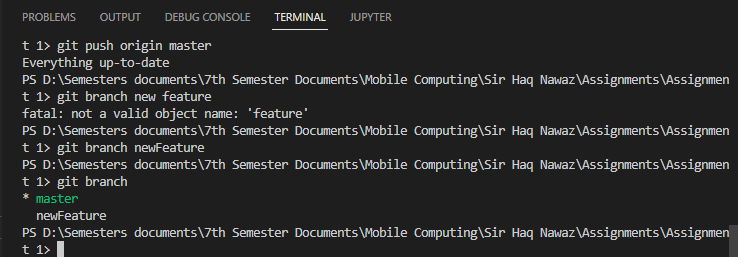 PROBLEMS OUTPUT DEBUG CONSOLE TERMINAL JUPYTER
t 1> git push origin master
Everything up-to-date
PS D:\Semesters documents\7th Semester Documents\Mobile Computing\Sir Haq Nawaz\Assignments\Assignmen
t 1> git branch new feature
fatal: not a valid object name: 'feature'
PS D:\Semesters documents\7th Semester Documents\Mobile Computing\Sir Haq Nawaz\Assignments\Assignmen
t 1> git branch newFeature
PS D:\Semesters documents\7th Semester Documents\Mobile Computing\Sir Haq Nawaz\Assignments\Assignmen
t 1> git branch
* master
  newFeature
PS D:\Semesters documents\7th Semester Documents\Mobile Computing\Sir Haq Nawaz\Assignments\Assignmen
t 1>